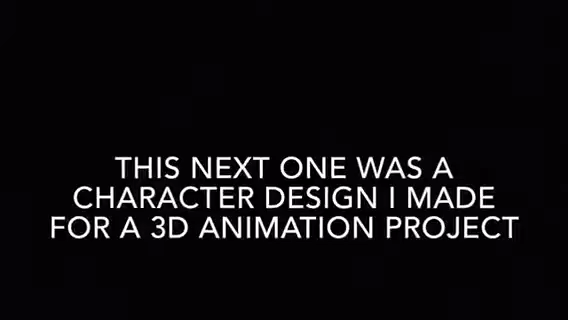 THIS NEXT ONE WAS A
CHARACTER DESIGN I MADE
FOR A 3D ANIMATION PROJECT